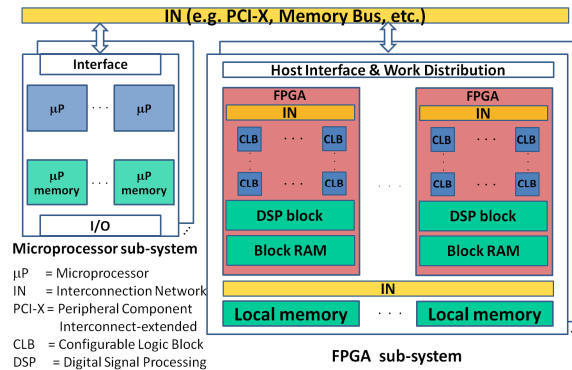 IN (e.g. PCI-X, Memory Bus, etc.)
Interface
μP . . . μP
μP memory . . . μP memory
I/O
Microprocessor sub-system
μP = Microprocessor
IN = Interconnection Network
PCI-X = Peripheral Component
Interconnect-extended
CLB = Configurable Logic Block
DSP = Digital Signal Processing
Host Interface & Work Distribution
FPGA
IN
CLB . . . CLB
CLB . . . CLB
DSP block
Block RAM
. . .
FPGA
IN
CLB . . . CLB
CLB . . . CLB
DSP block
Block RAM
IN
Local memory . . . Local memory
FPGA sub-system